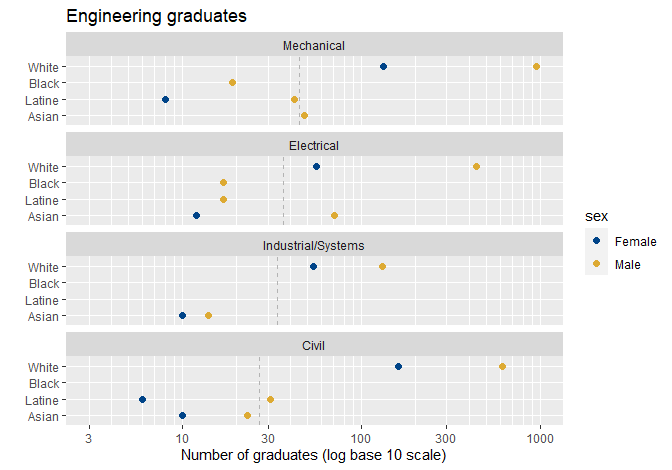 Engineering graduates
Mechanical
White
Black
Latine
Asian
Electrical
White
Black
Latine
Asian
Industrial/Systems
White
Black
Latine
Asian
Civil
White
Black
Latine
Asian
3 10 30 100 300 1000
Number of graduates (log base 10 scale)
sex
Female
Male